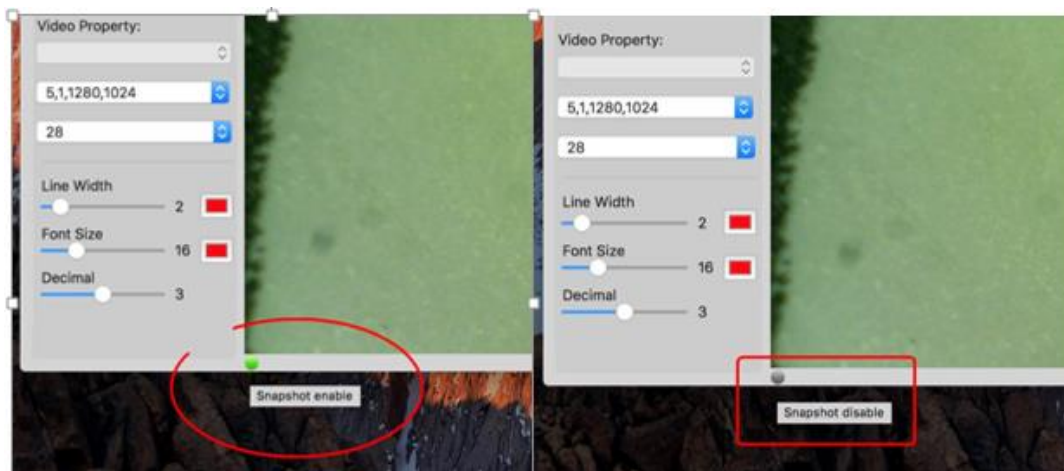 Video Property:
5,1,1280,1024
28
Line Width
2
Font Size
16
Decimal
3
Snapshot enable
Video Property:
5,1,1280,1024
28
Line Width
2
Font Size
16
Decimal
3
Snapshot disable